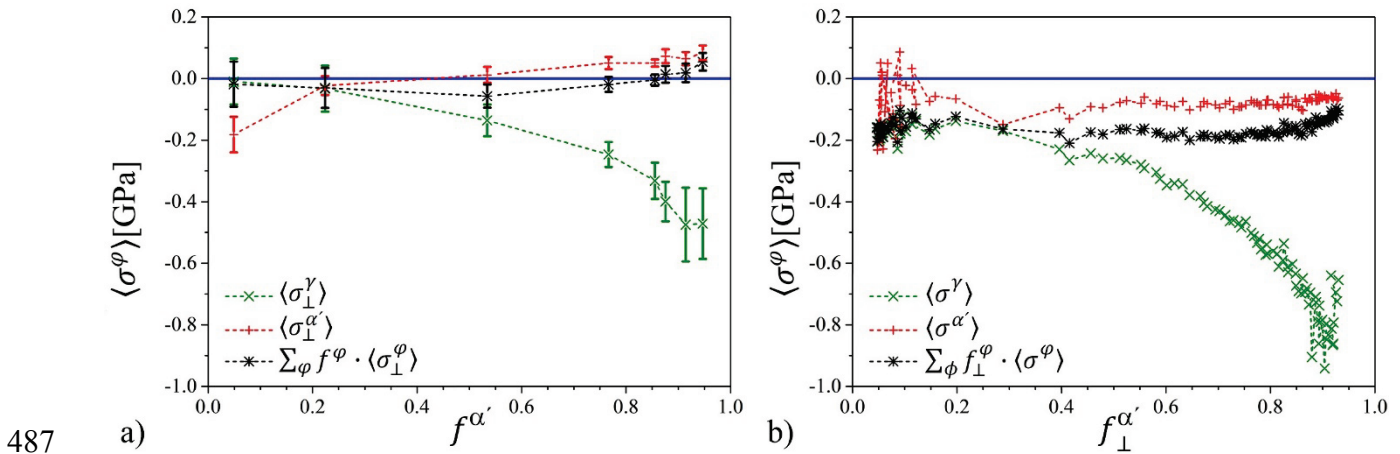 0.2
0.0
-0.2
-0.4
-0.6
-0.8
-1.0
⟨σ^φ⟩[GPa]
⟨σ_⊥^γ⟩
⟨σ_⊥^α′⟩
∑_φ f^φ · ⟨σ_⊥^φ⟩
0.0 0.2 0.4 0.6 0.8 1.0
f^α′
487 a)
0.2
0.0
-0.2
-0.4
-0.6
-0.8
-1.0
⟨σ^φ⟩[GPa]
⟨σ^γ⟩
⟨σ^α′⟩
∑_ϕ f_⊥^φ · ⟨σ^φ⟩
0.0 0.2 0.4 0.6 0.8 1.0
f_⊥^α′
b)